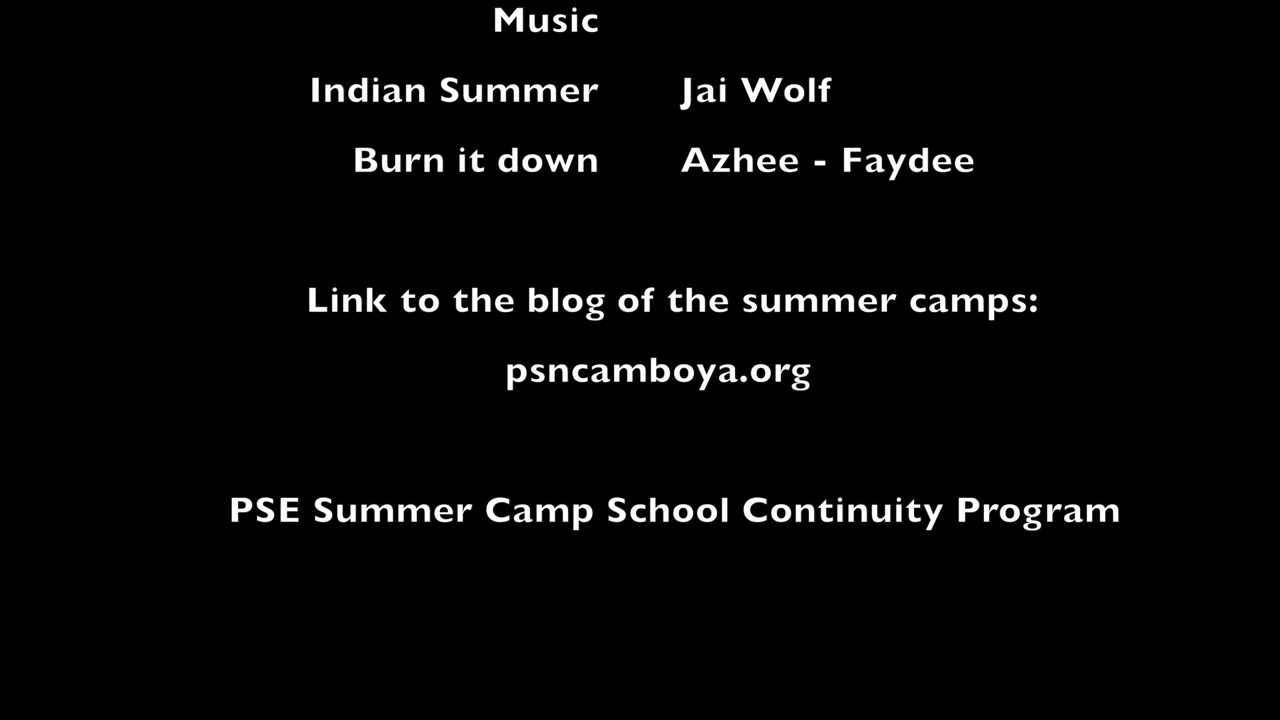 Music
Indian Summer Jai Wolf
Burn it down Azhee - Faydee
Link to the blog of the summer camps:
psncamboya.org
PSE Summer Camp School Continuity Program